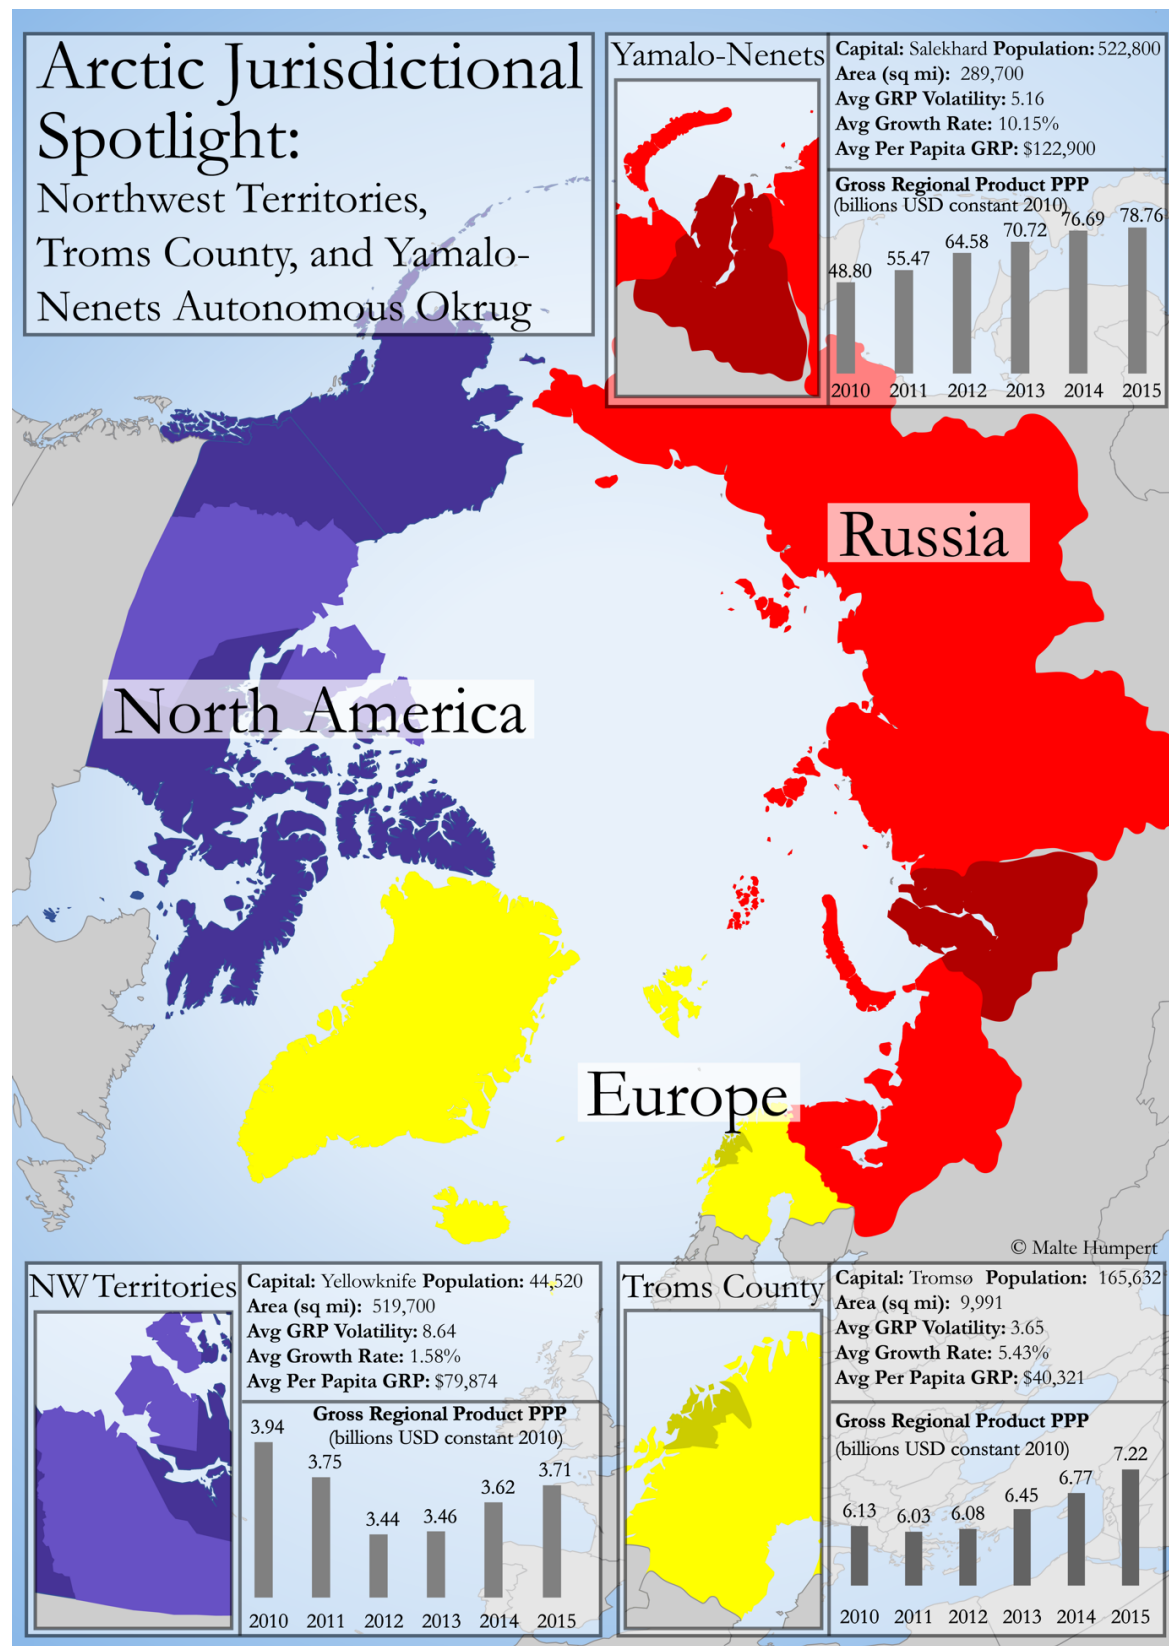 Arctic Jurisdictional
Spotlight:
Northwest Territories,
Troms County, and Yamalo-
Nenets Autonomous Okrug
Yamalo-Nenets
Capital: Salekhard Population: 522,800
Area (sq mi): 289,700
Avg GRP Volatility: 5.16
Avg Growth Rate: 10.15%
Avg Per Papita GRP: $122,900
Gross Regional Product PPP
(billions USD constant 2010)
48.80 55.47 64.58 70.72 76.69 78.76
2010 2011 2012 2013 2014 2015
Russia
North America
Europe
© Malte Humpert
NW Territories
Capital: Yellowknife Population: 44,520
Area (sq mi): 519,700
Avg GRP Volatility: 8.64
Avg Growth Rate: 1.58%
Avg Per Papita GRP: $79,874
Gross Regional Product PPP
(billions USD constant 2010)
3.94 3.75 3.44 3.46 3.62 3.71
2010 2011 2012 2013 2014 2015
Troms County
Capital: Tromsø Population: 165,632
Area (sq mi): 9,991
Avg GRP Volatility: 3.65
Avg Growth Rate: 5.43%
Avg Per Papita GRP: $40,321
Gross Regional Product PPP
(billions USD constant 2010)
6.13 6.03 6.08 6.45 6.77 7.22
2010 2011 2012 2013 2014 2015